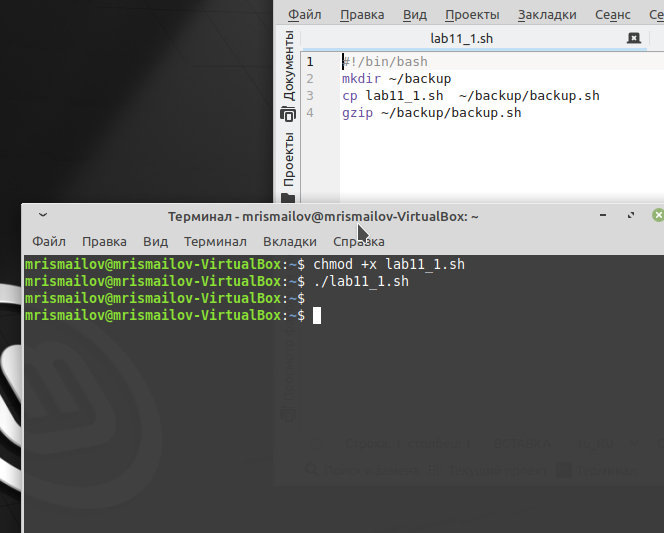 Файл Правка Вид Проекты Закладки Сеанс Се
lab11_1.sh
Документы
Проекты
1 #!/bin/bash
2 mkdir ~/backup
3 cp lab11_1.sh  ~/backup/backup.sh
4 gzip ~/backup/backup.sh
Терминал - mrismailov@mrismailov-VirtualBox: ~
Файл Правка Вид Терминал Вкладки Справка
mrismailov@mrismailov-VirtualBox:~$ chmod +x lab11_1.sh
mrismailov@mrismailov-VirtualBox:~$ ./lab11_1.sh
mrismailov@mrismailov-VirtualBox:~$
mrismailov@mrismailov-VirtualBox:~$